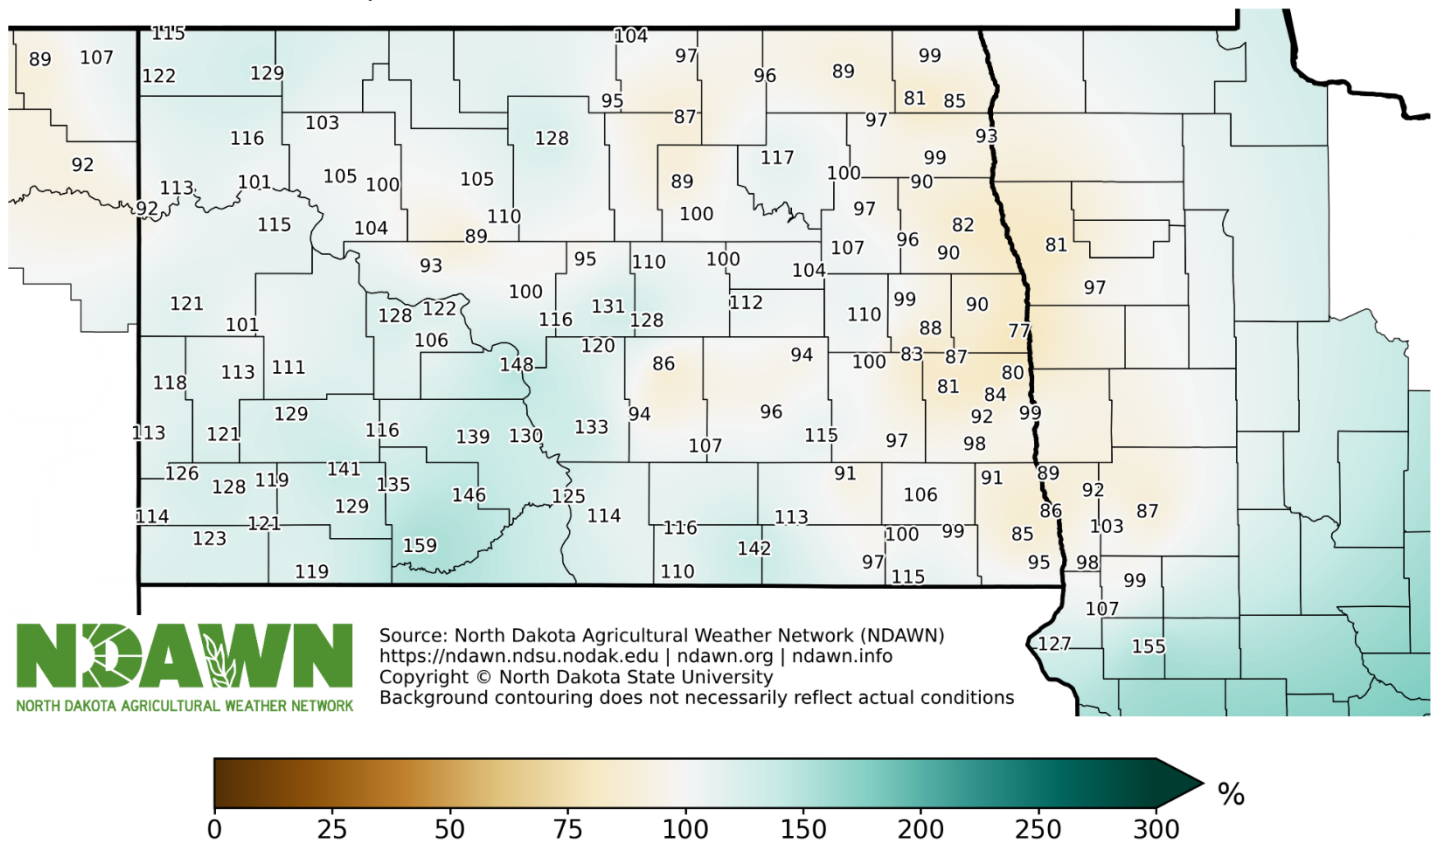 115 104
89 107 97 99
122 129 96 89
95 81 85
103 87 97
116 128 93
92 105 100 105 117 99
113 101 89 100 90
92 110 100 97
115 104 89 82
93 95 110 100 107 96 90 81
104
100 97
121 128 122 116 131 128 112 110 99 90
101 106 120 88 77
118 113 111 148 86 94 100 83 87
81 84 80
129 94 96 92 99
113 121 116 139 130 133 107 115 97 98
126 119 141 91 91 89
128 135 146 125 106 92
114 129 114 86 87
121 116 113 103
123 159 142 100 99 85
119 110 97 115 95 98 99
107
127 155
NDAWN
NORTH DAKOTA AGRICULTURAL WEATHER NETWORK
Source: North Dakota Agricultural Weather Network (NDAWN)
https://ndawn.ndsu.nodak.edu | ndawn.org | ndawn.info
Copyright © North Dakota State University
Background contouring does not necessarily reflect actual conditions
%
0 25 50 75 100 150 200 250 300